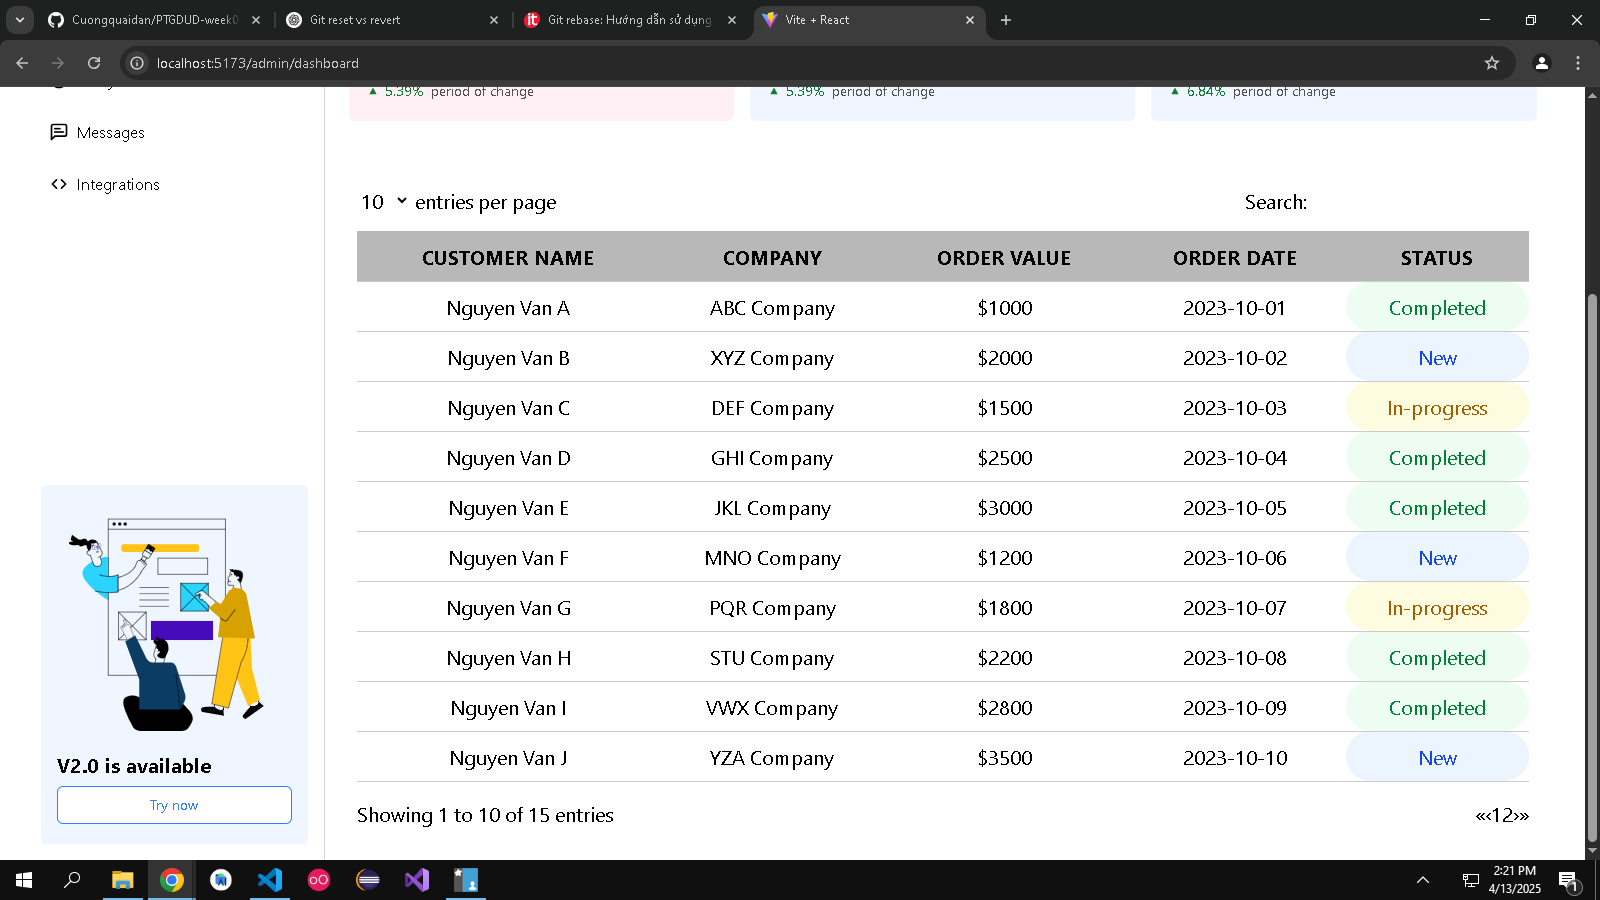 Cuongquaidan/PTGDUD-week0
Git reset vs revert
Git rebase: Hướng dẫn sử dụng
Vite + React
localhost:5173/admin/dashboard
5.39% period of change
5.39% period of change
6.84% period of change
Messages
Integrations
10 entries per page
Search:
CUSTOMER NAME COMPANY ORDER VALUE ORDER DATE STATUS
Nguyen Van A ABC Company $1000 2023-10-01 Completed
Nguyen Van B XYZ Company $2000 2023-10-02 New
Nguyen Van C DEF Company $1500 2023-10-03 In-progress
Nguyen Van D GHI Company $2500 2023-10-04 Completed
Nguyen Van E JKL Company $3000 2023-10-05 Completed
Nguyen Van F MNO Company $1200 2023-10-06 New
Nguyen Van G PQR Company $1800 2023-10-07 In-progress
Nguyen Van H STU Company $2200 2023-10-08 Completed
Nguyen Van I VWX Company $2800 2023-10-09 Completed
Nguyen Van J YZA Company $3500 2023-10-10 New
Showing 1 to 10 of 15 entries
«‹12›»
V2.0 is available
Try now
2:21 PM
4/13/2025
1